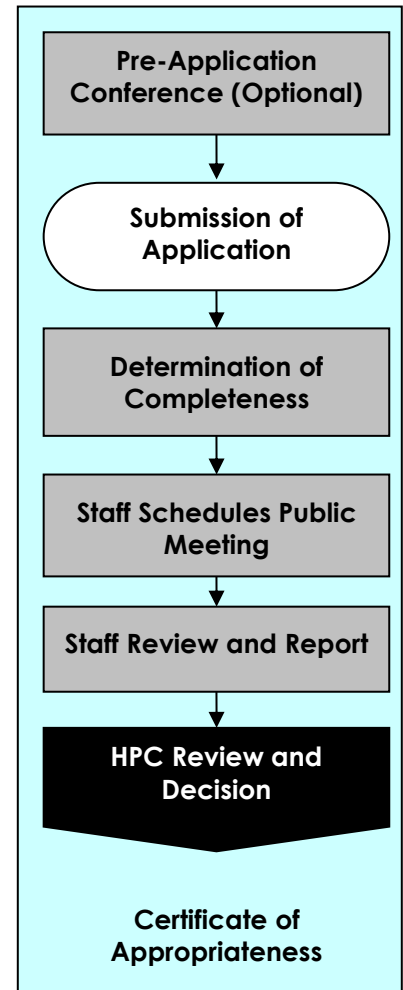 Pre-Application
Conference (Optional)
Submission of
Application
Determination of
Completeness
Staff Schedules Public
Meeting
Staff Review and Report
HPC Review and
Decision
Certificate of
Appropriateness